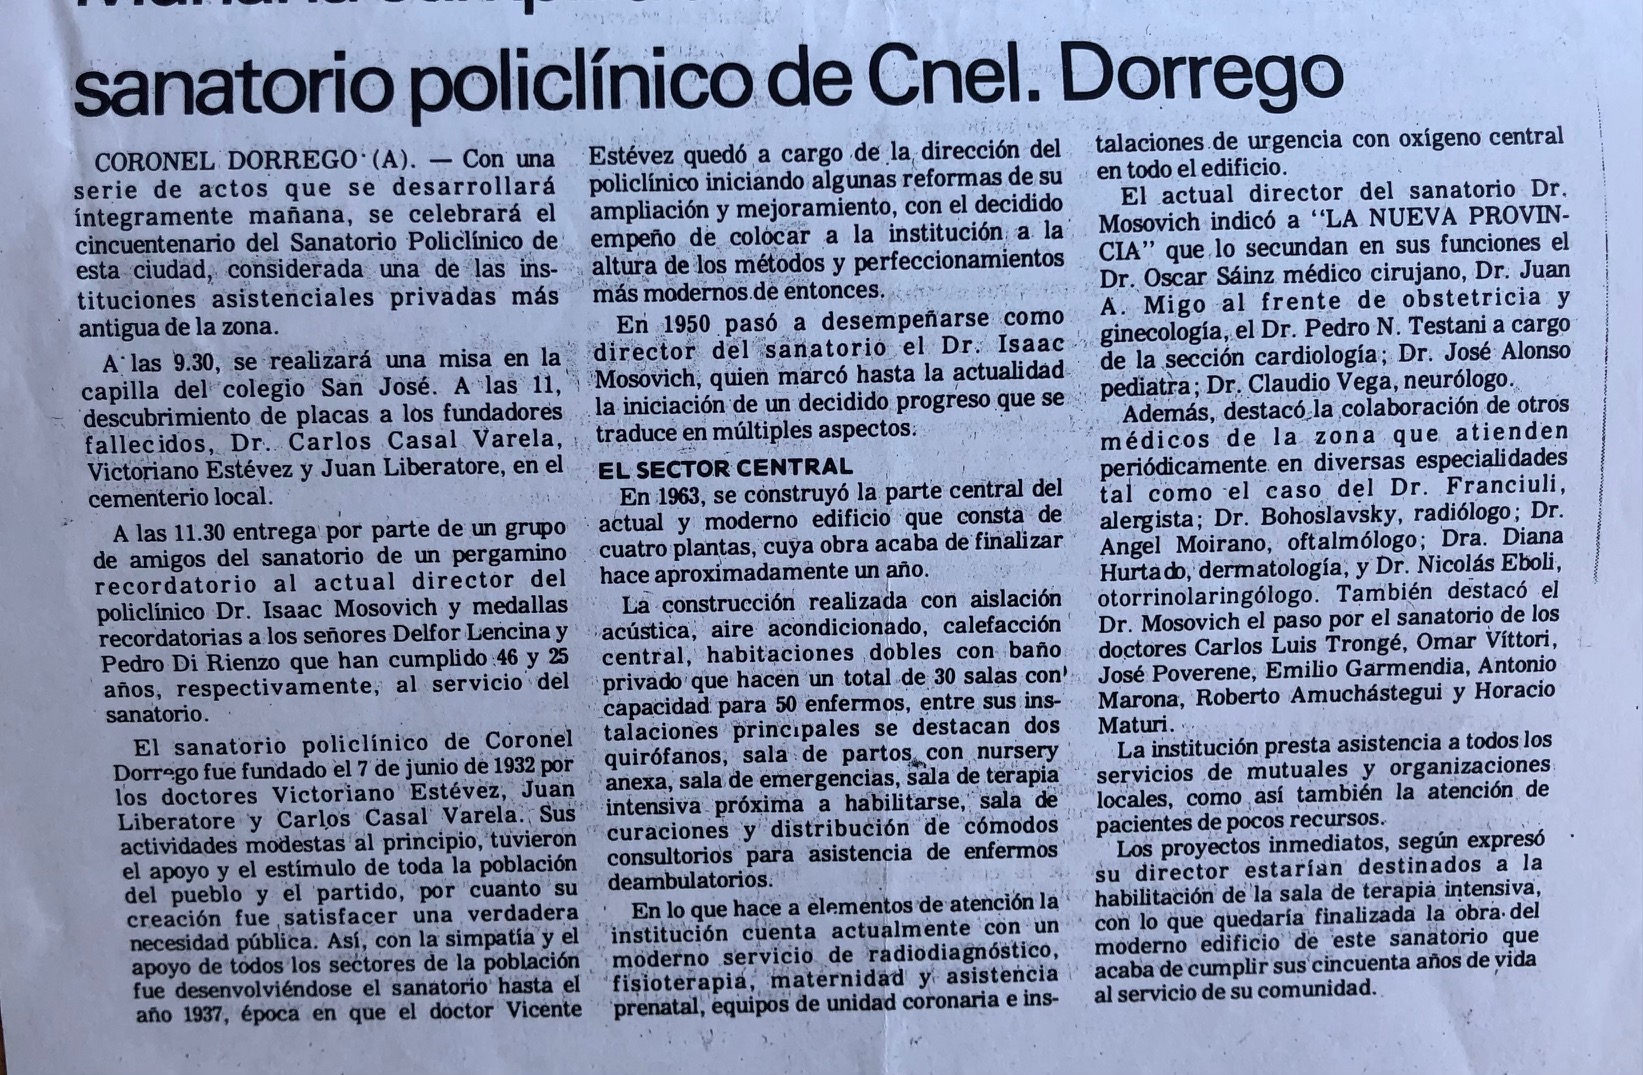 sanatorio policlínico de Cnel. Dorrego
CORONEL DORREGO (A). — Con una
serie de actos que se desarrollará
íntegramente mañana, se celebrará el
cincuentenario del Sanatorio Policlínico de
esta ciudad, considerada una de las ins-
tituciones asistenciales privadas más
antigua de la zona.
A las 9.30, se realizará una misa en la
capilla del colegio San José. A las 11,
descubrimiento de placas a los fundadores
fallecidos, Dr. Carlos Casal Varela,
Victoriano Estévez y Juan Liberatore, en el
cementerio local.
A las 11.30 entrega por parte de un grupo
de amigos del sanatorio de un pergamino
recordatorio al actual director del
policlínico Dr. Isaac Mosovich y medallas
recordatorias a los señores Delfor Lencina y
Pedro Di Rienzo que han cumplido 46 y 25
años, respectivamente, al servicio del
sanatorio.
El sanatorio policlínico de Coronel
Dorrego fue fundado el 7 de junio de 1932 por
los doctores Victoriano Estévez, Juan
Liberatore y Carlos Casal Varela. Sus
actividades modestas al principio, tuvieron
el apoyo y el estímulo de toda la población
del pueblo y el partido, por cuanto su
creación fue satisfacer una verdadera
necesidad pública. Así, con la simpatía y el
apoyo de todos los sectores de la población
fue desenvolviéndose el sanatorio hasta el
año 1937, época en que el doctor Vicente
Estévez quedó a cargo de la dirección del
policlínico iniciando algunas reformas de su
ampliación y mejoramiento, con el decidido
empeño de colocar a la institución a la
altura de los métodos y perfeccionamientos
más modernos de entonces.
En 1950 pasó a desempeñarse como
director del sanatorio el Dr. Isaac
Mosovich, quien marcó hasta la actualidad
la iniciación de un decidido progreso que se
traduce en múltiples aspectos.
EL SECTOR CENTRAL
En 1963, se construyó la parte central del
actual y moderno edificio que consta de
cuatro plantas, cuya obra acaba de finalizar
hace aproximadamente un año.
La construcción realizada con aislación
acústica, aire acondicionado, calefacción
central, habitaciones dobles con baño
privado que hacen un total de 30 salas con
capacidad para 50 enfermos, entre sus ins-
talaciones principales se destacan dos
quirófanos, sala de partos con nursery
anexa, sala de emergencias, sala de terapia
intensiva próxima a habilitarse, sala de
curaciones y distribución de cómodos
consultorios para asistencia de enfermos
deambulatorios.
En lo que hace a elementos de atención la
institución cuenta actualmente con un
moderno servicio de radiodiagnóstico,
fisioterapia, maternidad y asistencia
prenatal, equipos de unidad coronaria e ins-
talaciones de urgencia con oxígeno central
en todo el edificio.
El actual director del sanatorio Dr.
Mosovich indicó a "LA NUEVA PROVIN-
CIA" que lo secundan en sus funciones el
Dr. Oscar Sáinz médico cirujano, Dr. Juan
A. Migo al frente de obstetricia y
ginecología, el Dr. Pedro N. Testani a cargo
de la sección cardiología; Dr. José Alonso
pediatra; Dr. Claudio Vega, neurólogo.
Además, destacó la colaboración de otros
médicos de la zona que atienden
periódicamente en diversas especialidades
tal como el caso del Dr. Franciuli,
alergista; Dr. Bohoslavsky, radiólogo; Dr.
Angel Moirano, oftalmólogo; Dra. Diana
Hurtado, dermatología, y Dr. Nicolás Eboli,
otorrinolaringólogo. También destacó el
Dr. Mosovich el paso por el sanatorio de los
doctores Carlos Luis Trongé, Omar Víttori,
José Poverene, Emilio Garmendia, Antonio
Marona, Roberto Amuchástegui y Horacio
Maturi.
La institución presta asistencia a todos los
servicios de mutuales y organizaciones
locales, como así también la atención de
pacientes de pocos recursos.
Los proyectos inmediatos, según expresó
su director estarían destinados a la
habilitación de la sala de terapia intensiva,
con lo que quedaría finalizada la obra del
moderno edificio de este sanatorio que
acaba de cumplir sus cincuenta años de vida
al servicio de su comunidad.